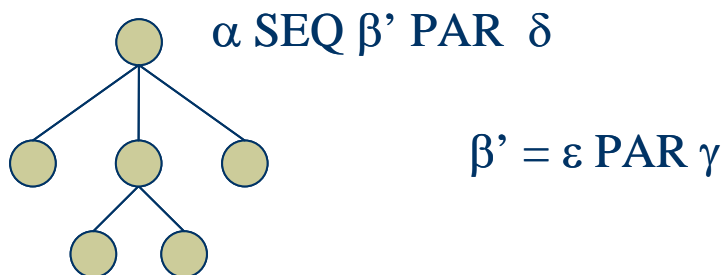 α SEQ β’ PAR δ
β’ = ε PAR γ